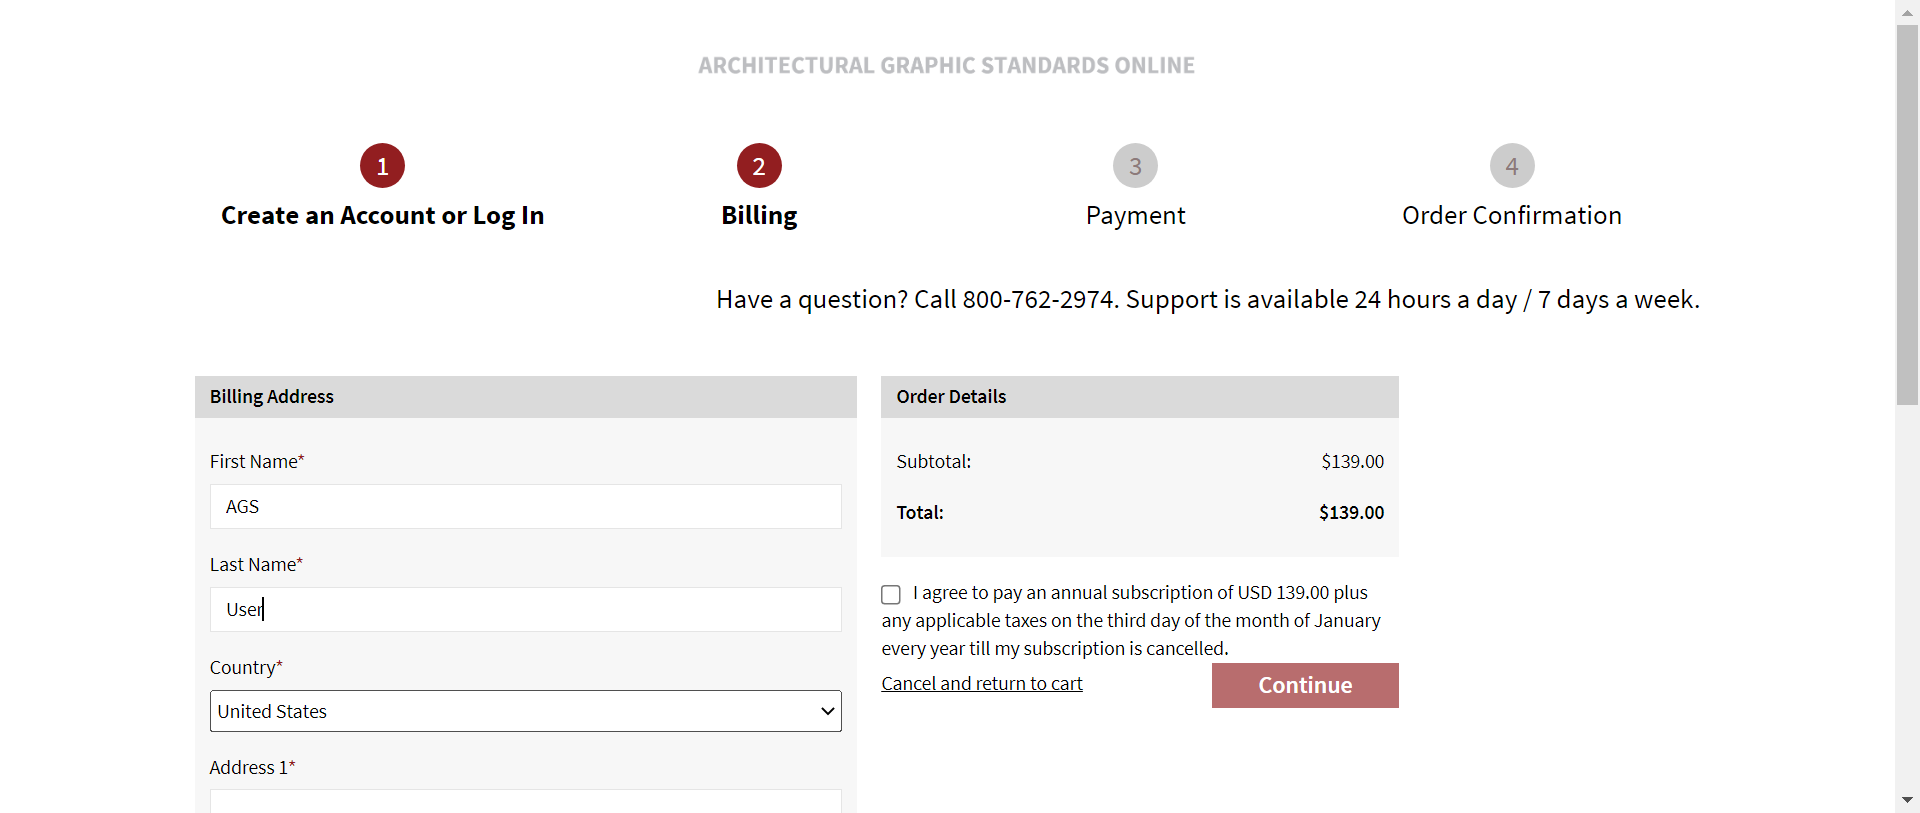 ARCHITECTURAL GRAPHIC STANDARDS ONLINE
1
Create an Account or Log In
2
Billing
3
Payment
4
Order Confirmation
Have a question? Call 800-762-2974. Support is available 24 hours a day / 7 days a week.
Billing Address
First Name*
AGS
Last Name*
User
Country*
United States
Address 1*
Order Details
Subtotal: $139.00
Total: $139.00
I agree to pay an annual subscription of USD 139.00 plus
any applicable taxes on the third day of the month of January
every year till my subscription is cancelled.
Cancel and return to cart
Continue